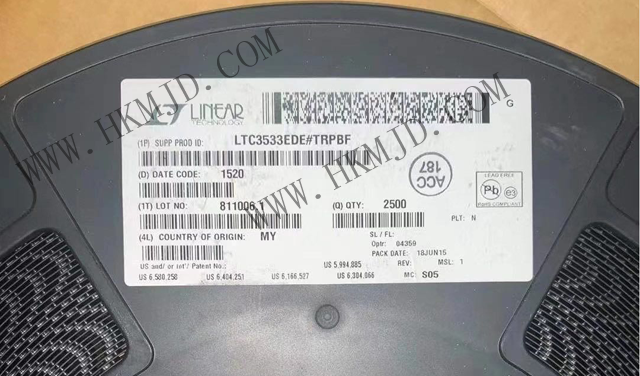 LT LINEAR
TECHNOLOGY
G
(1P) SUPP PROD ID: LTC3533EDE#TRPBF
(D) DATE CODE: 1520
ACC
187
LEAD FREE
Pb e3
RoHS COMPLIANT
(1T) LOT NO: 811006.1
(Q) QTY: 2500
PLT: N
(4L) COUNTRY OF ORIGIN: MY
SL / FL:
Optr: 04359
PACK DATE: 18JUN15
US and/ or Int'/ Patent No.: US 5,994,885 REV: MSL: 1
US 6,580,258 US 6,404,251 US 6,166,527 US 6,304,066 MC: S05
WWW.HKMJD.COM
WWW.HKMJD.COM